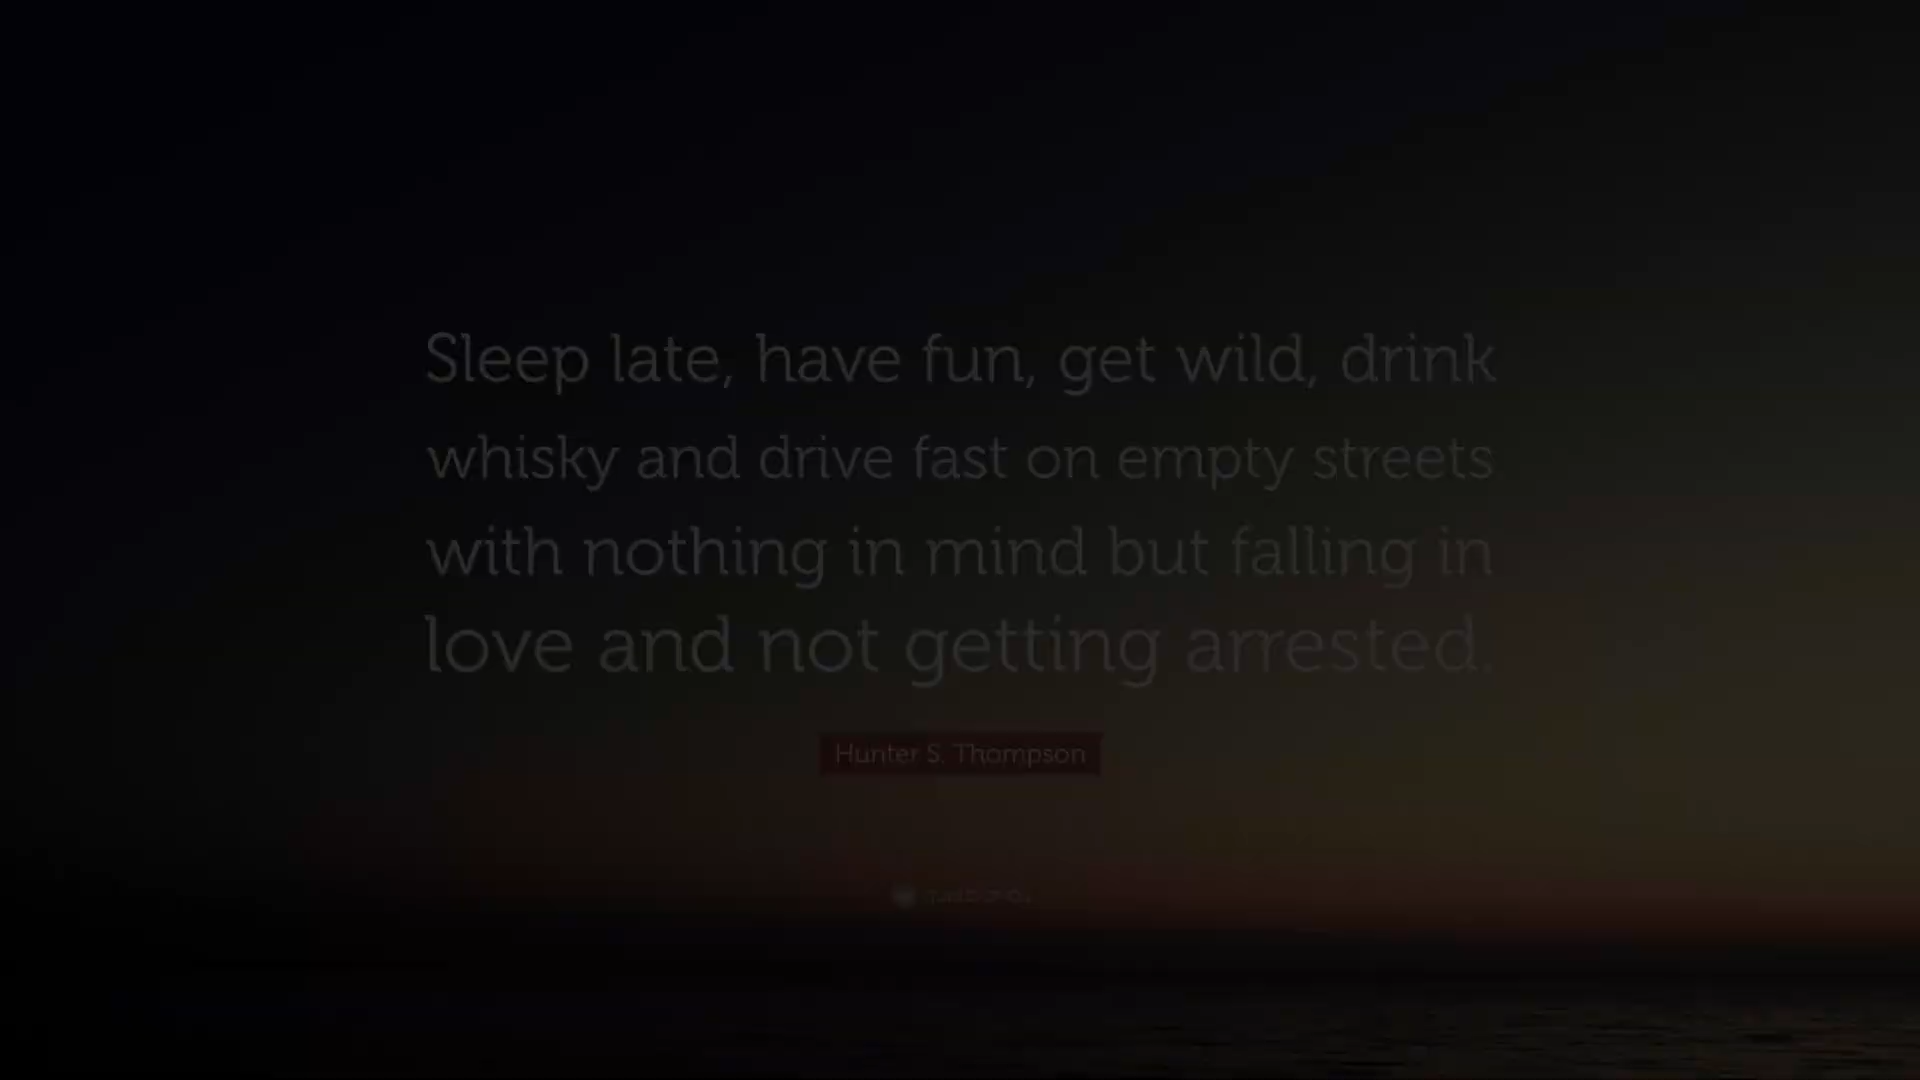 Sleep late, have fun, get wild, drink
whisky and drive fast on empty streets
with nothing in mind but falling in
love and not getting arrested.
Hunter S. Thompson